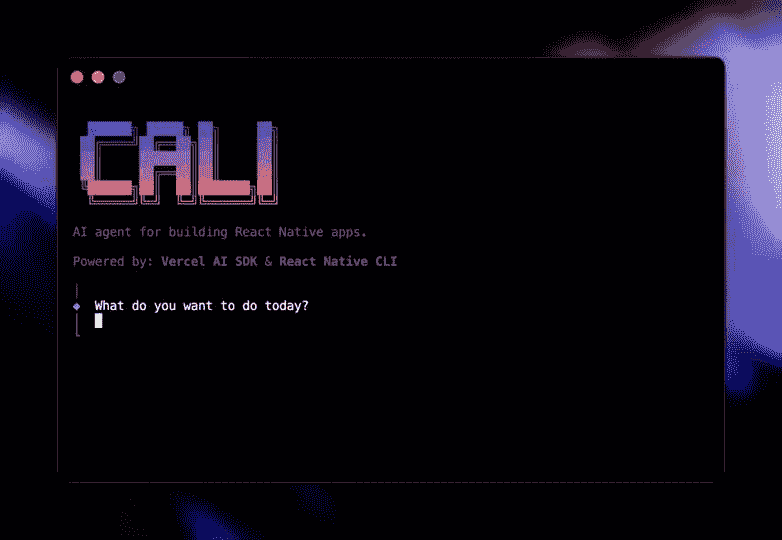 CALI
AI agent for building React Native apps.
Powered by: Vercel AI SDK & React Native CLI
What do you want to do today?